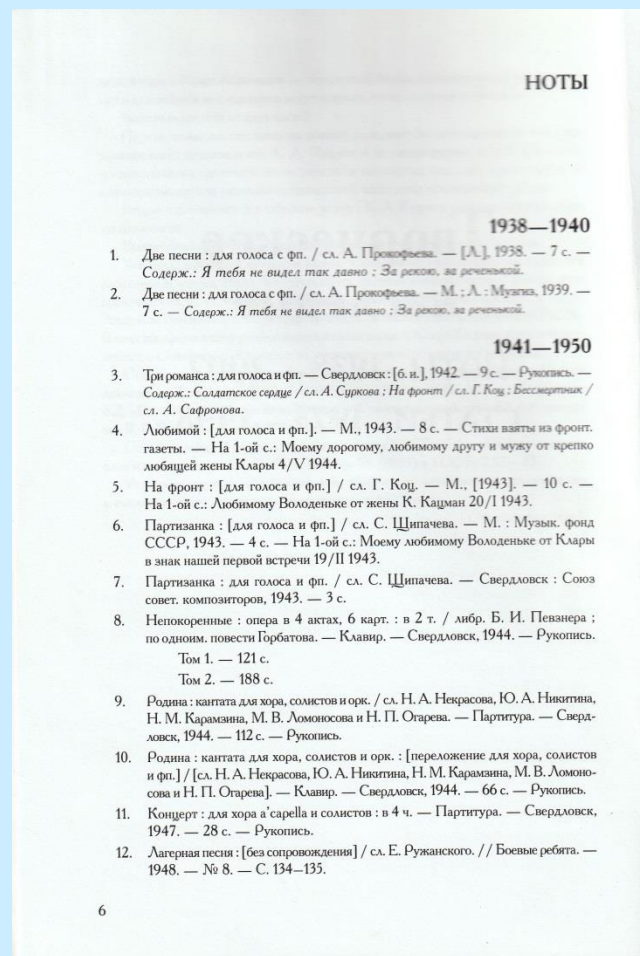 НОТЫ
1938—1940
1. Две песни : для голоса с фп. / сл. А. Прокофьева. — [Л.], 1938. — 7 с. —
Содерж.: Я тебя не видел так давно ; За рекою, за реченькой.
2. Две песни : для голоса с фп. / сл. А. Прокофьева. — М. ; Л. : Музгиз, 1939. —
7 с. — Содерж.: Я тебя не видел так давно ; За рекою, за реченькой.
1941—1950
3. Три романса : для голоса и фп. — Свердловск : [б. и.], 1942. — 9 с. — Рукопись. —
Содерж.: Солдатское сердце / сл. А. Суркова ; На фронт / сл. Г. Коц ; Бессмертник /
сл. А. Сафронова.
4. Любимой : [для голоса и фп.]. — М., 1943. — 8 с. — Стихи взяты из фронт.
газеты. — На 1-ой с.: Моему дорогому, любимому другу и мужу от крепко
любящей жены Клары 4/V 1944.
5. На фронт : [для голоса и фп.] / сл. Г. Коц. — М., [1943]. — 10 с. —
На 1-ой с.: Любимому Володеньке от жены К. Кацман 20/I 1943.
6. Партизанка : [для голоса и фп.] / сл. С. Щипачева. — М. : Музык. фонд
СССР, 1943. — 4 с. — На 1-ой с.: Моему любимому Володеньке от Клары
в знак нашей первой встречи 19/II 1943.
7. Партизанка : для голоса и фп. / сл. С. Щипачева. — Свердловск : Союз
совет. композиторов, 1943. — 3 с.
8. Непокоренные : опера в 4 актах, 6 карт. : в 2 т. / либр. Б. И. Певзнера ;
по одноим. повести Горбатова. — Клавир. — Свердловск, 1944. — Рукопись.
Том 1. — 121 с.
Том 2. — 188 с.
9. Родина : кантата для хора, солистов и орк. / сл. Н. А. Некрасова, Ю. А. Никитина,
Н. М. Карамзина, М. В. Ломоносова и Н. П. Огарева. — Партитура. — Сверд-
ловск, 1944. — 112 с. — Рукопись.
10. Родина : кантата для хора, солистов и орк. : [переложение для хора, солистов
и фп.] / [сл. Н. А. Некрасова, Ю. А. Никитина, Н. М. Карамзина, М. В. Ломоно-
сова и Н. П. Огарева]. — Клавир. — Свердловск, 1944. — 66 с. — Рукопись.
11. Концерт : для хора a'capella и солистов : в 4 ч. — Партитура. — Свердловск,
1947. — 28 с. — Рукопись.
12. Лагерная песня : [без сопровождения] / сл. Е. Ружанского. // Боевые ребята. —
1948. — № 8. — С. 134–135.
6